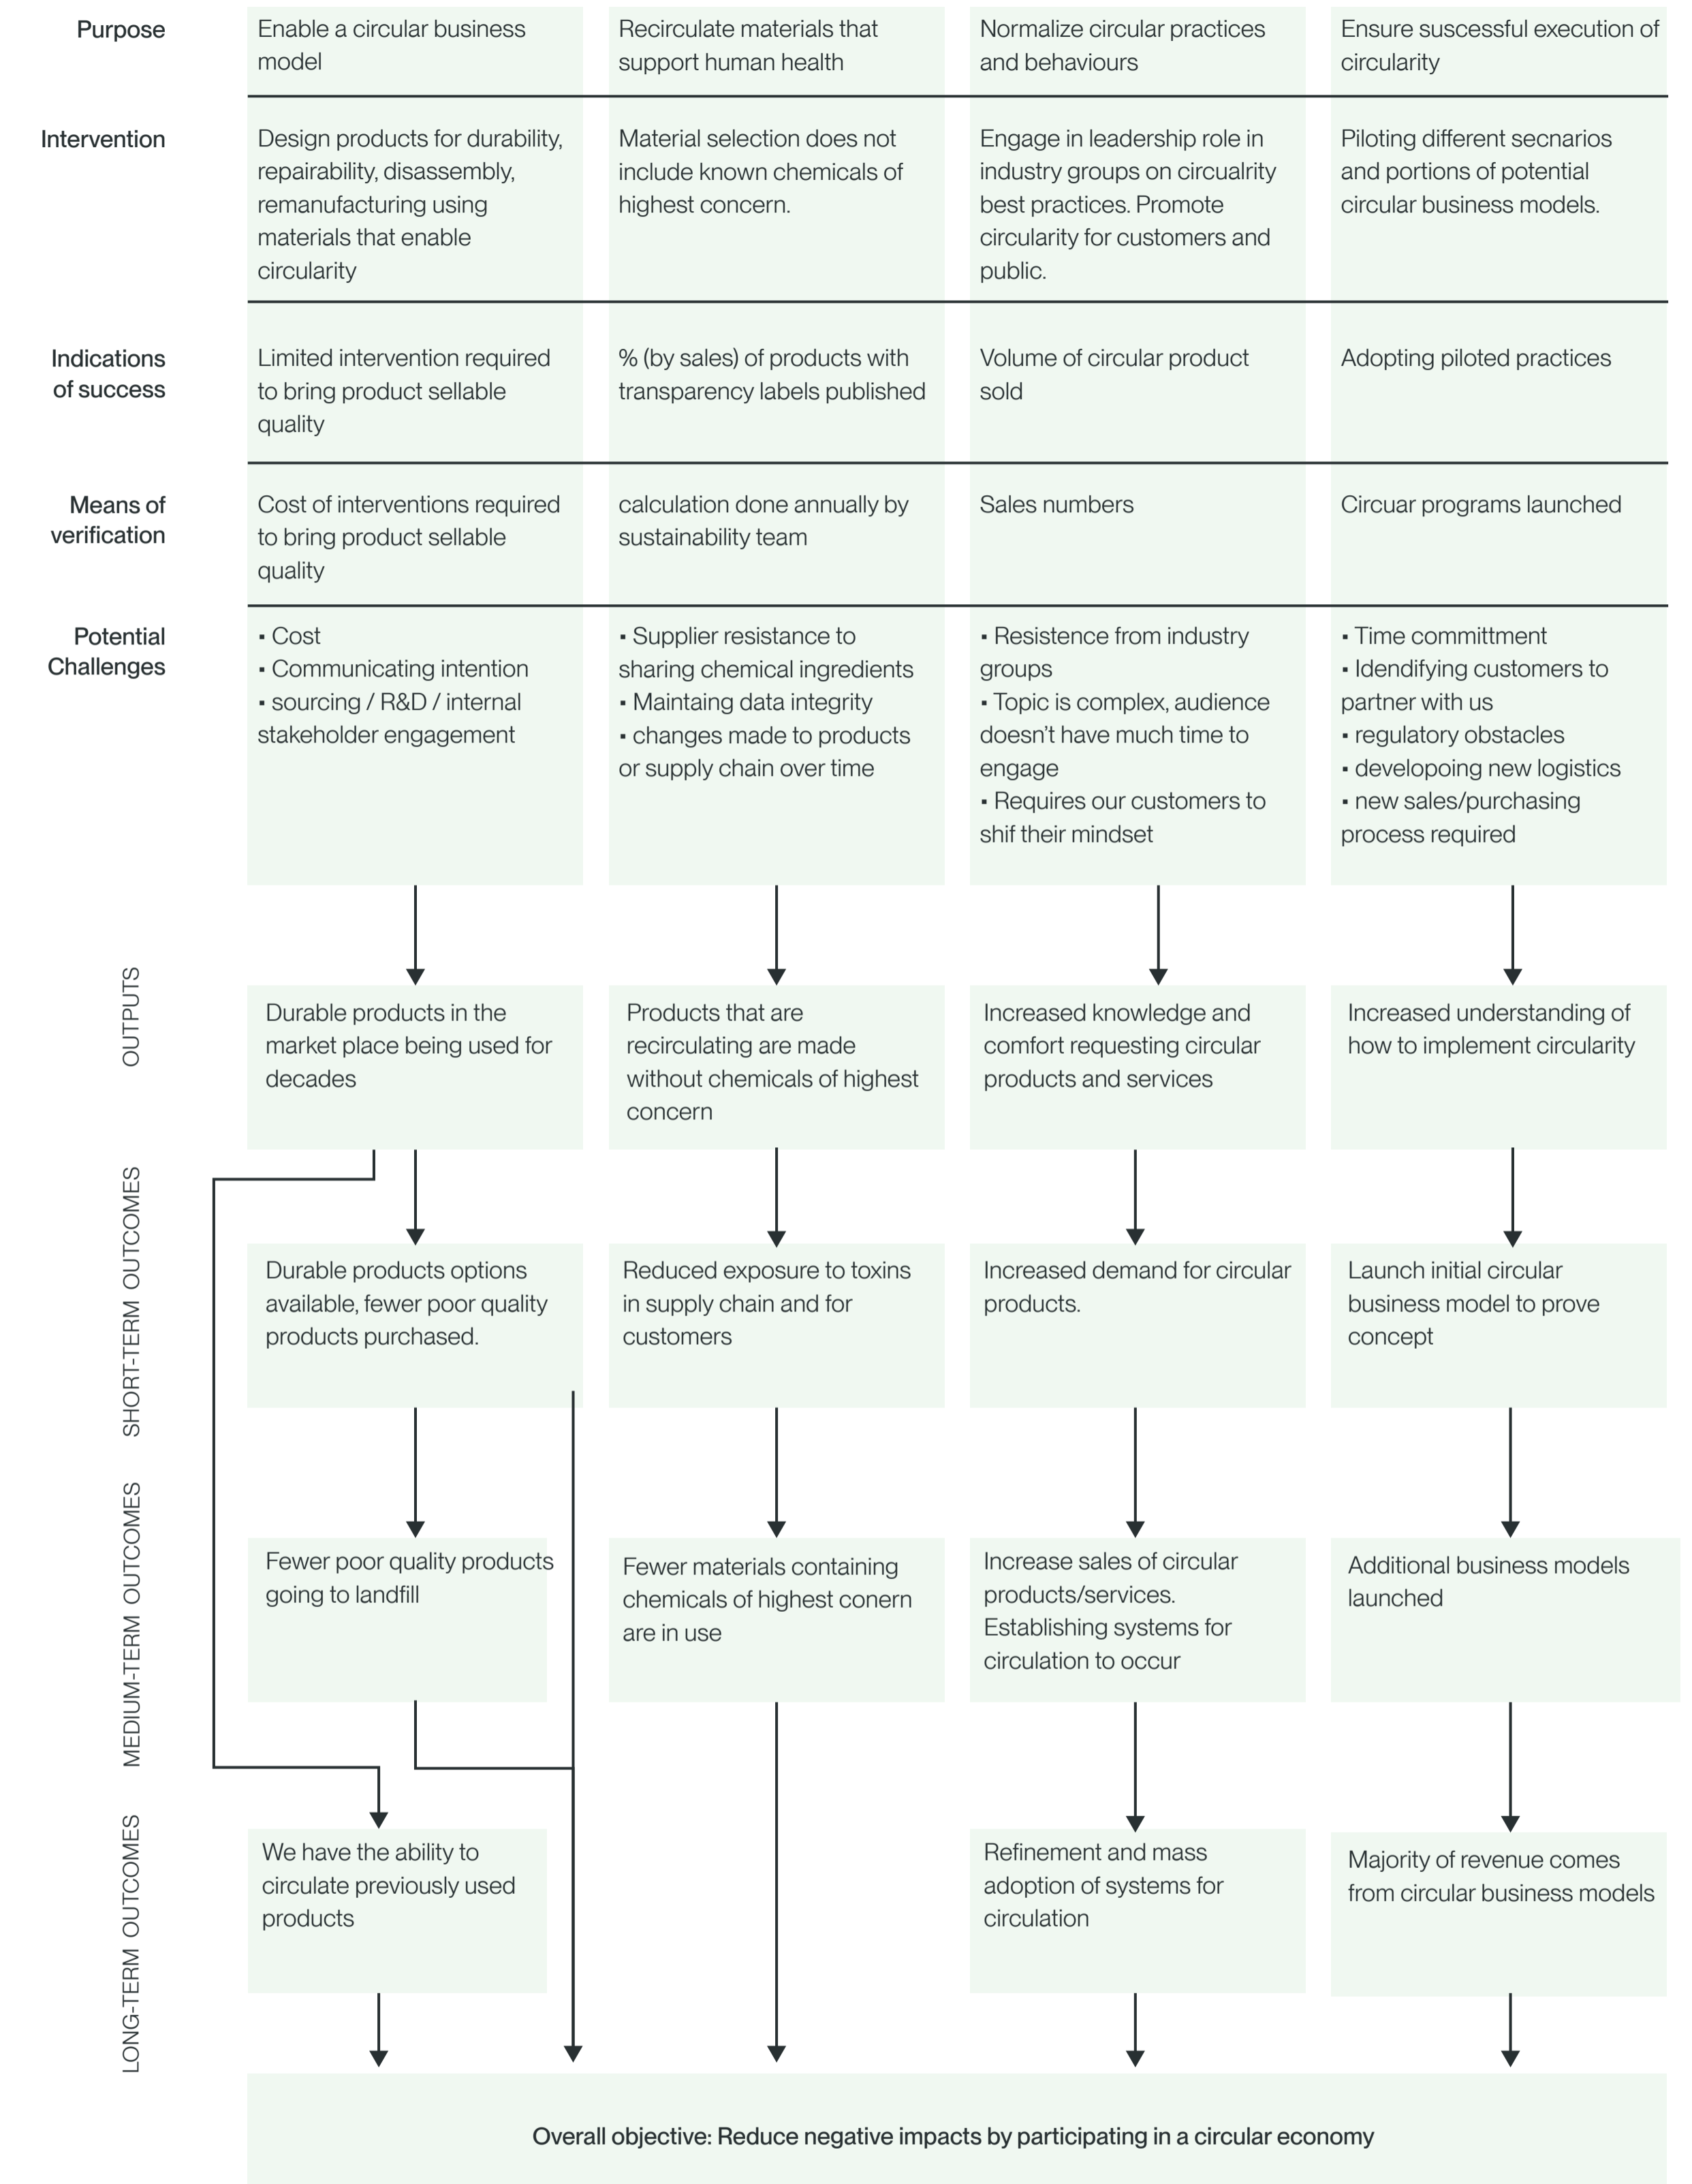 Purpose
Enable a circular business
model
Recirculate materials that
support human health
Normalize circular practices
and behaviours
Ensure suscessful execution of
circularity
Intervention
Design products for durability,
repairability, disassembly,
remanufacturing using
materials that enable
circularity
Material selection does not
include known chemicals of
highest concern.
Engage in leadership role in
industry groups on circualrity
best practices. Promote
circularity for customers and
public.
Piloting different secnarios
and portions of potential
circular business models.
Indications
of success
Limited intervention required
to bring product sellable
quality
% (by sales) of products with
transparency labels published
Volume of circular product
sold
Adopting piloted practices
Means of
verification
Cost of interventions required
to bring product sellable
quality
calculation done annually by
sustainability team
Sales numbers
Circuar programs launched
Potential
Challenges
▪ Cost
▪ Communicating intention
▪ sourcing / R&D / internal
stakeholder engagement
▪ Supplier resistance to
sharing chemical ingredients
▪ Maintaing data integrity
▪ changes made to products
or supply chain over time
▪ Resistence from industry
groups
▪ Topic is complex, audience
doesn’t have much time to
engage
▪ Requires our customers to
shif their mindset
▪ Time committment
▪ Idendifying customers to
partner with us
▪ regulatory obstacles
▪ developoing new logistics
▪ new sales/purchasing
process required
OUTPUTS
Durable products in the
market place being used for
decades
Products that are
recirculating are made
without chemicals of highest
concern
Increased knowledge and
comfort requesting circular
products and services
Increased understanding of
how to implement circularity
SHORT-TERM OUTCOMES
Durable products options
available, fewer poor quality
products purchased.
Reduced exposure to toxins
in supply chain and for
customers
Increased demand for circular
products.
Launch initial circular
business model to prove
concept
MEDIUM-TERM OUTCOMES
Fewer poor quality products
going to landfill
Fewer materials containing
chemicals of highest conern
are in use
Increase sales of circular
products/services.
Establishing systems for
circulation to occur
Additional business models
launched
LONG-TERM OUTCOMES
We have the ability to
circulate previously used
products
Refinement and mass
adoption of systems for
circulation
Majority of revenue comes
from circular business models
Overall objective: Reduce negative impacts by participating in a circular economy